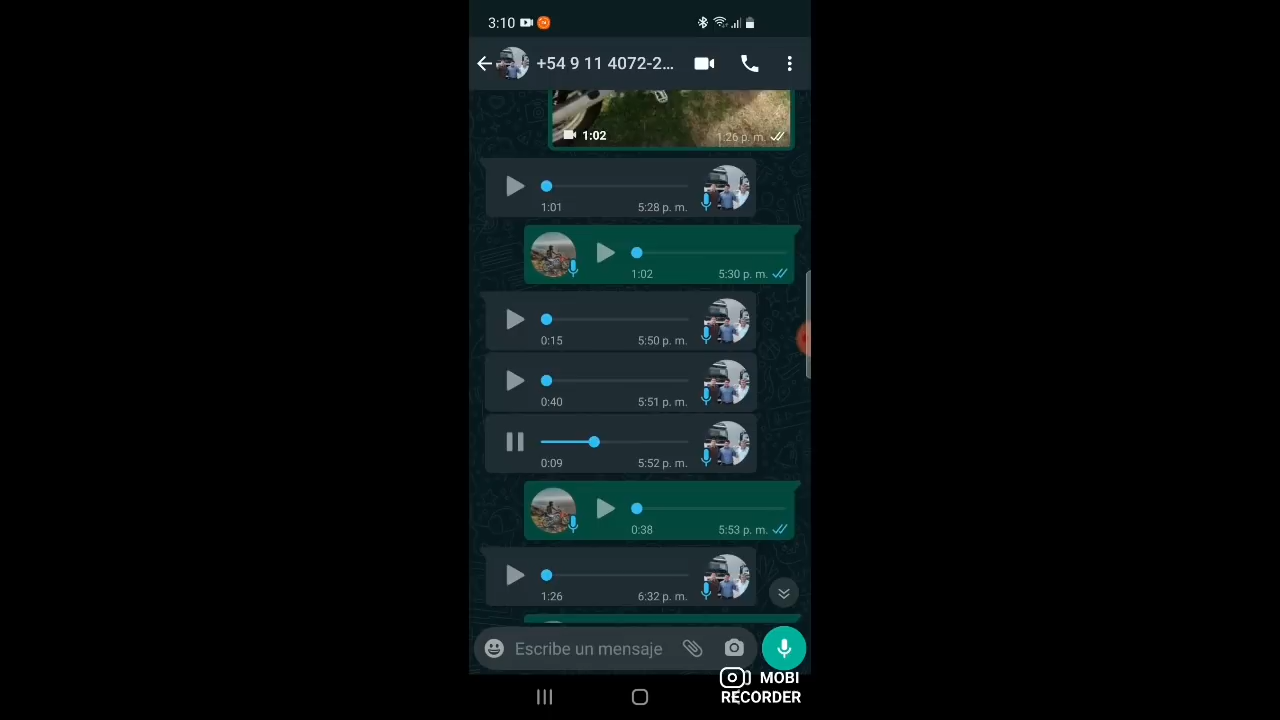 3:10
+54 9 11 4072-2...
1:02
1:26 p. m.
1:01
5:28 p. m.
1:02
5:30 p. m.
0:15
5:50 p. m.
0:40
5:51 p. m.
0:09
5:52 p. m.
0:38
5:53 p. m.
1:26
6:32 p. m.
Escribe un mensaje
MOBI
RECORDER